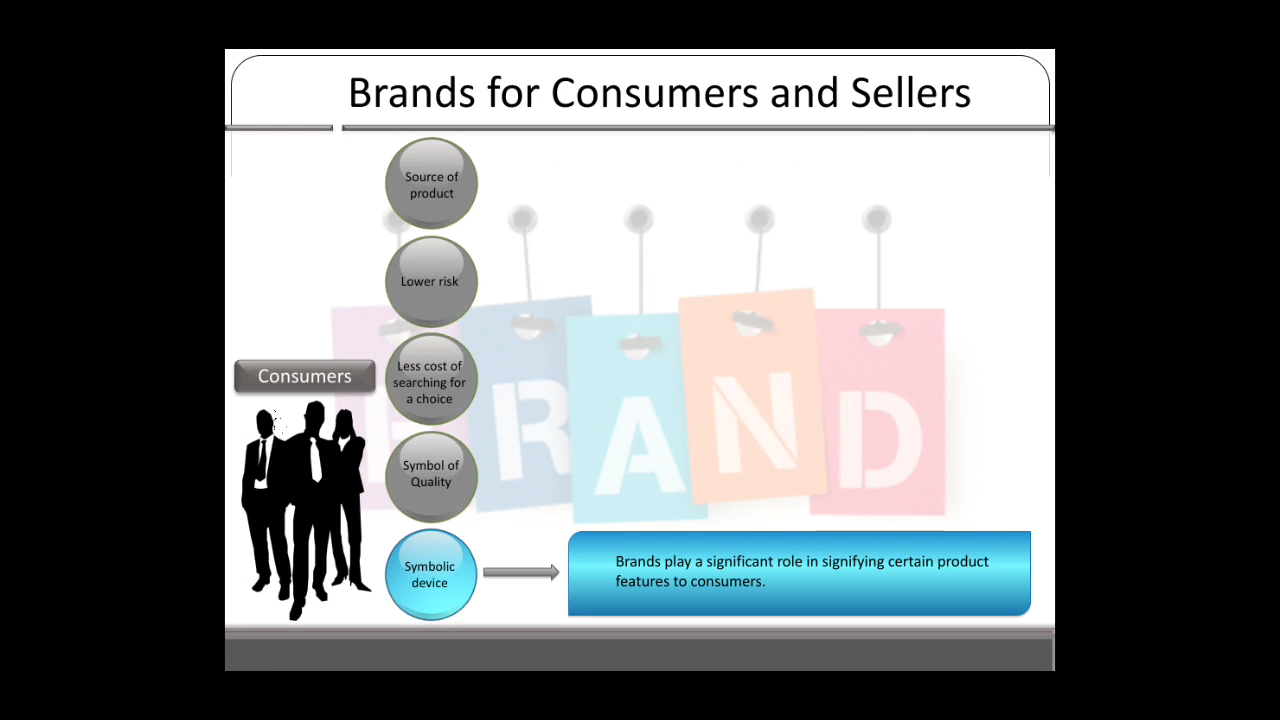 Brands for Consumers and Sellers
Source of
product
Lower risk
Less cost of
searching for
a choice
Consumers
Symbol of
Quality
Symbolic
device
Brands play a significant role in signifying certain product
features to consumers.
BRAND